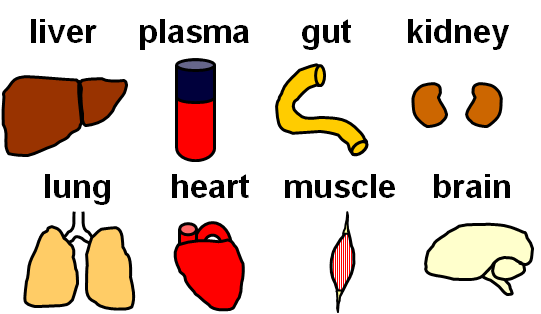 liver plasma gut kidney
lung heart muscle brain